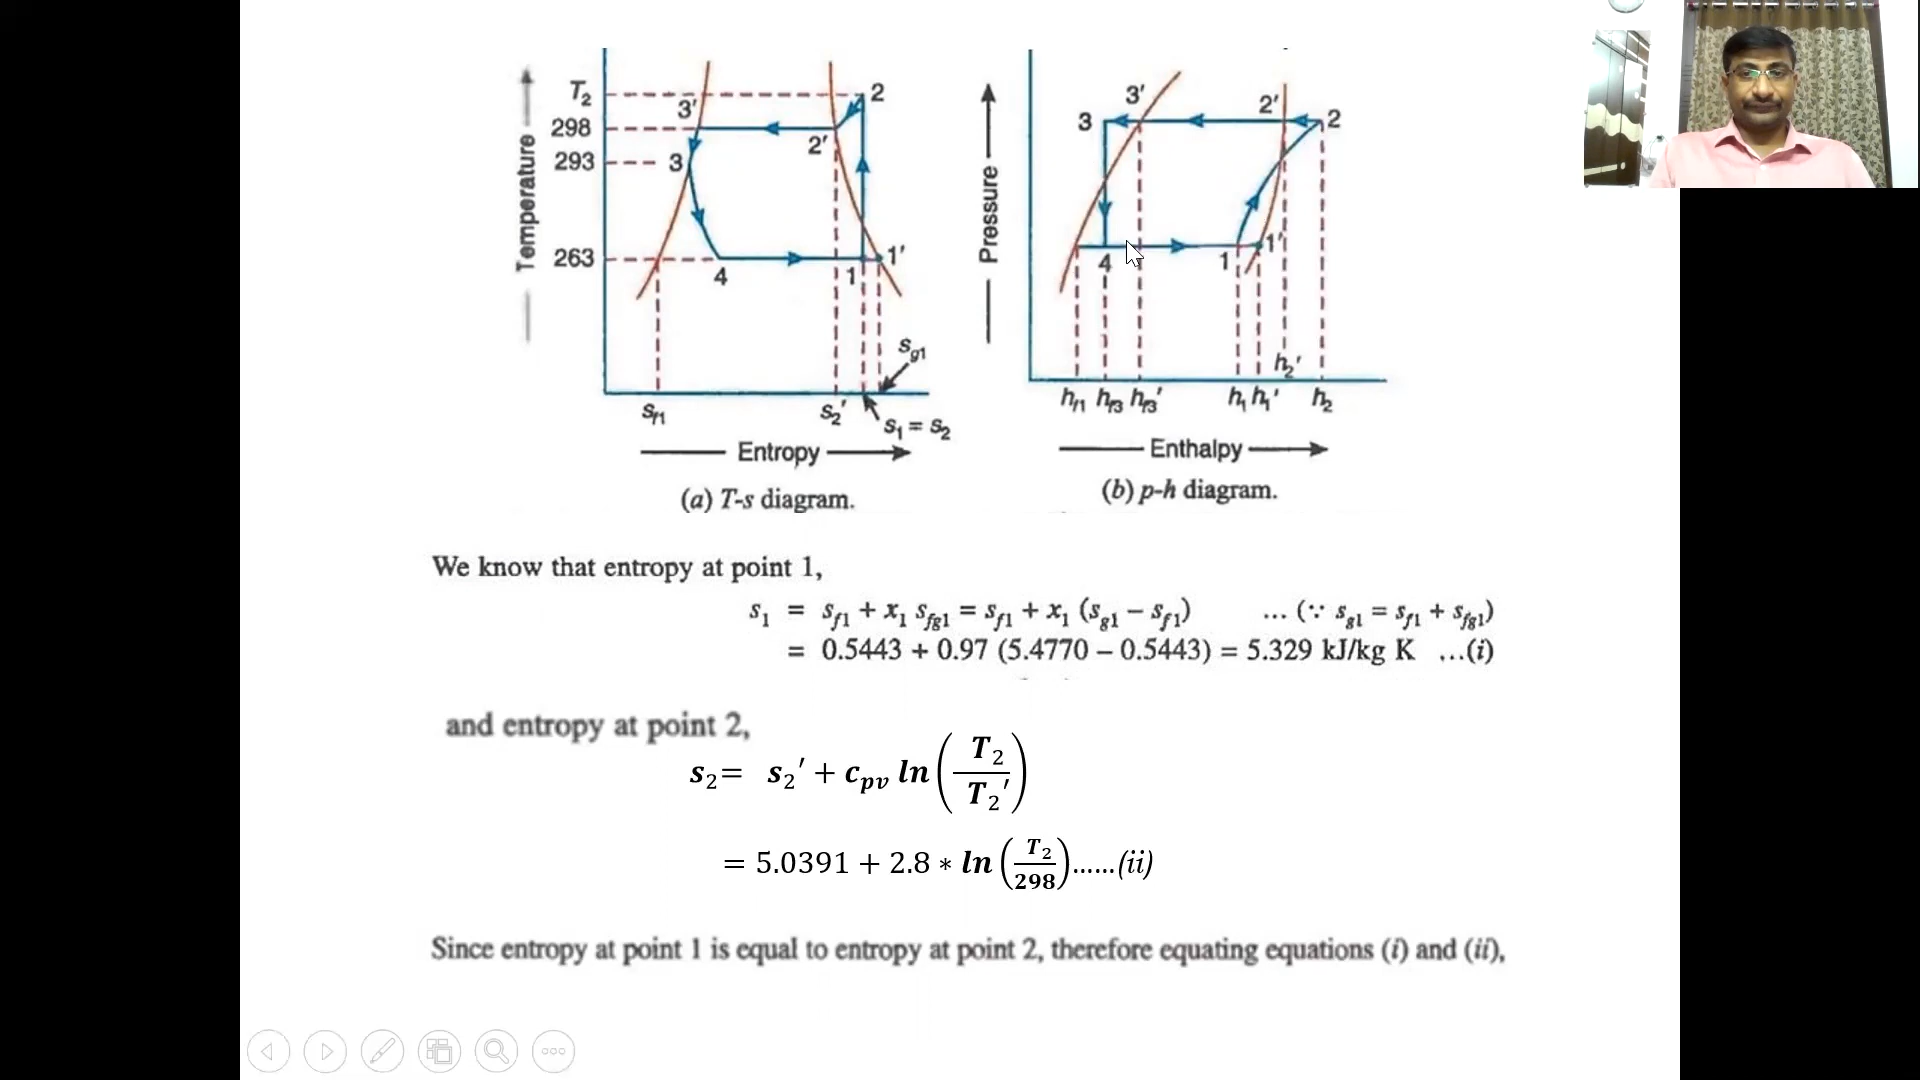 Temperature
T₂
298
293
263
3′
3
2
2′
4
1
1′
sf1
s₂′
sg1
s₁ = s₂
Entropy
(a) T-s diagram.
Pressure
3
3′
2′
2
4
1
1′
hf1 hf3 hf3′ h₁ h₁′ h₂′ h₂
Enthalpy
(b) p-h diagram.
We know that entropy at point 1,
s₁ = sf1 + x₁ sfg1 = sf1 + x₁ (sg1 – sf1) ... (∵ sg1 = sf1 + sfg1)
= 0.5443 + 0.97 (5.4770 – 0.5443) = 5.329 kJ/kg K ...(i)
and entropy at point 2,
s₂= s₂′ + cpv ln(T₂/T₂′)
= 5.0391 + 2.8 ∗ ln(T₂/298)......(ii)
Since entropy at point 1 is equal to entropy at point 2, therefore equating equations (i) and (ii),